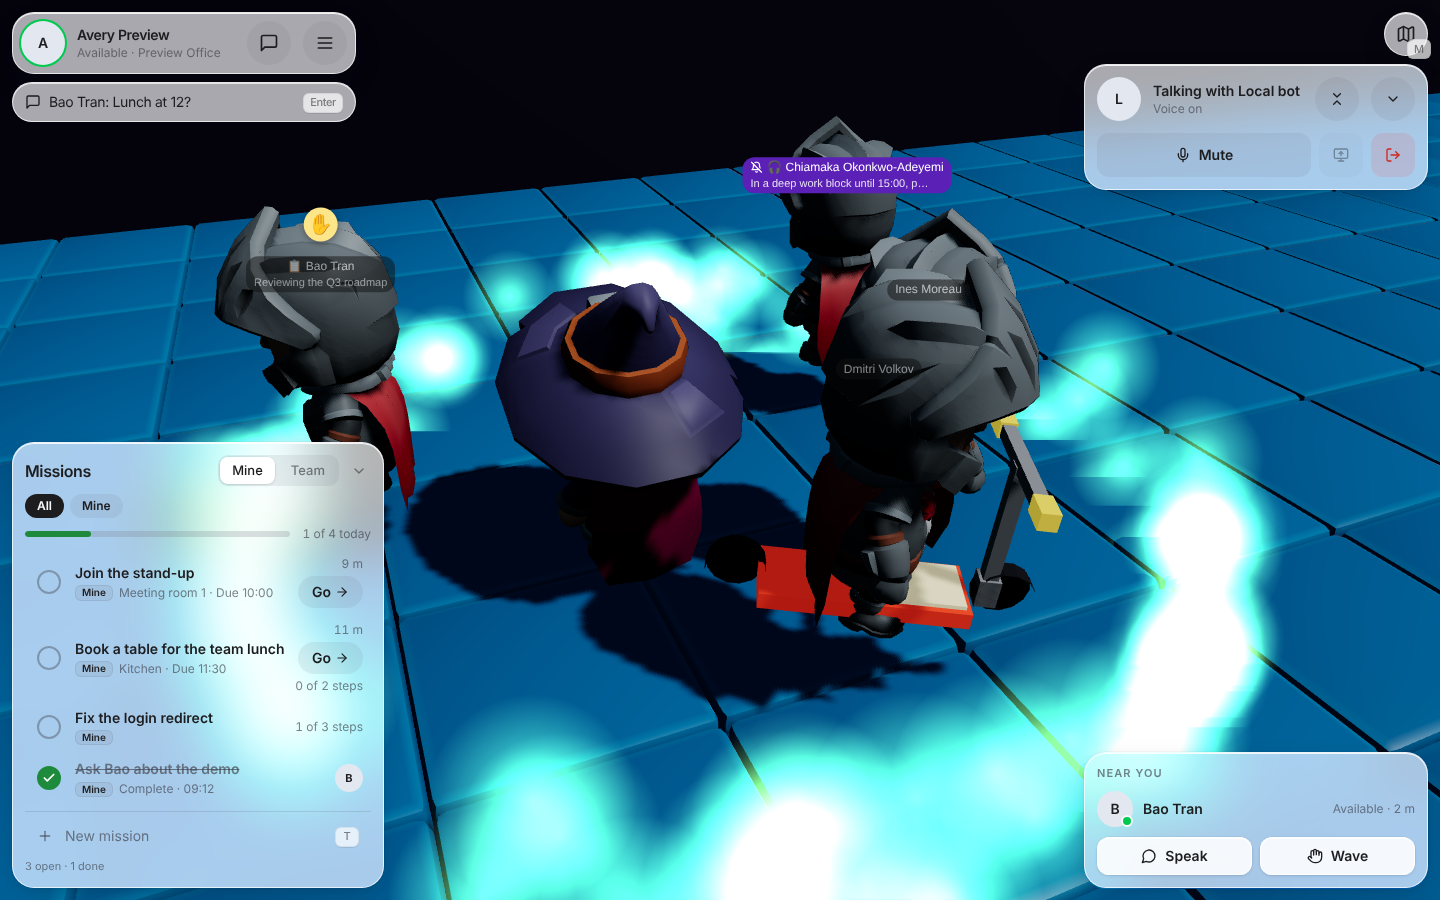 A
Avery Preview
Available · Preview Office
Bao Tran: Lunch at 12?
Enter
M
L
Talking with Local bot
Voice on
Mute
Chiamaka Okonkwo-Adeyemi
In a deep work block until 15:00, p…
Bao Tran
Reviewing the Q3 roadmap
Ines Moreau
Dmitri Volkov
Missions
Mine
Team
All
Mine
1 of 4 today
9 m
Join the stand-up
Mine Meeting room 1 · Due 10:00
Go
11 m
Book a table for the team lunch
Mine Kitchen · Due 11:30
Go
0 of 2 steps
Fix the login redirect
Mine
1 of 3 steps
Ask Bao about the demo
Mine Complete · 09:12
B
New mission
T
3 open · 1 done
NEAR YOU
B
Bao Tran
Available · 2 m
Speak
Wave